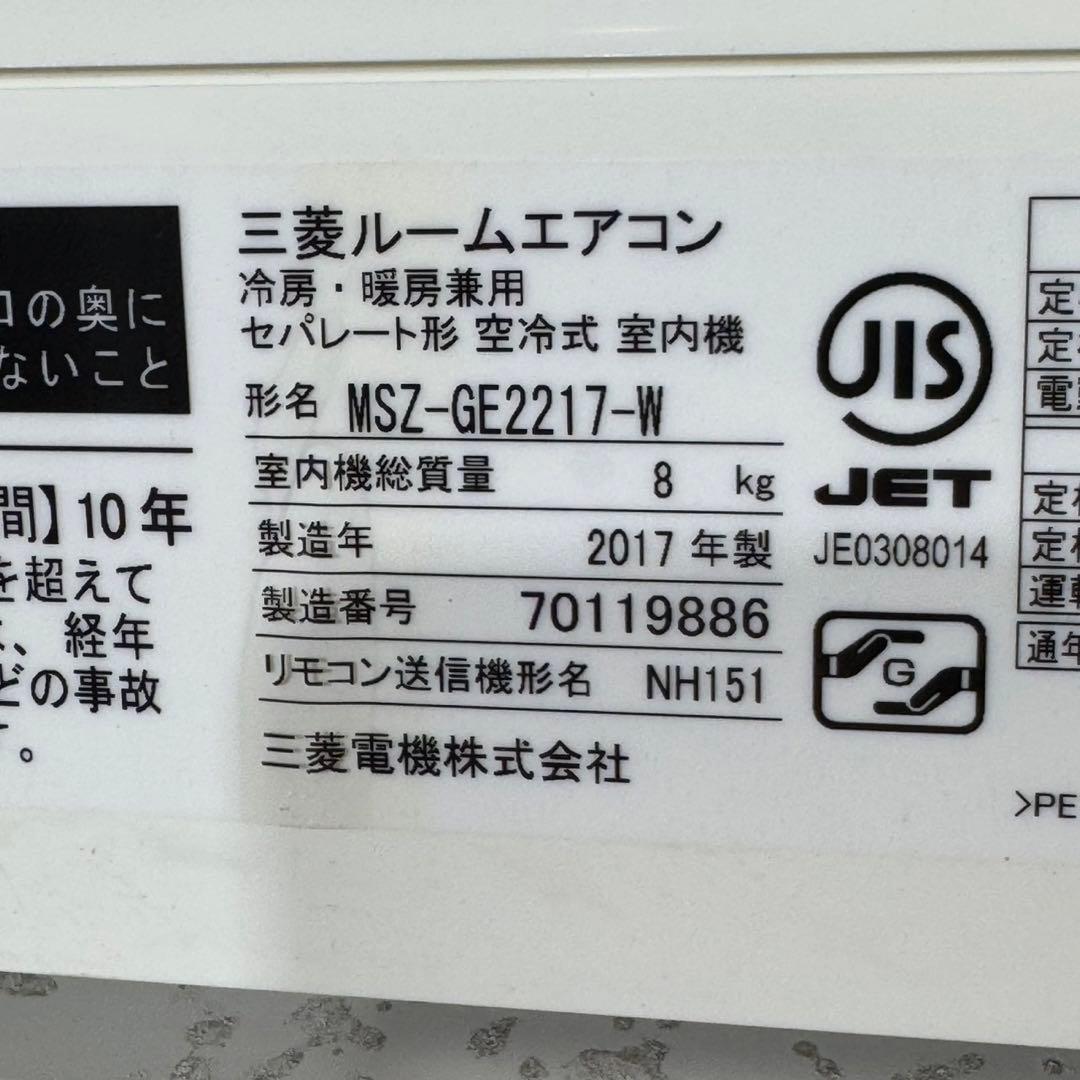 の奥に
ないこと
間】10年
を超えて
、経年
どの事故
。
三菱ルームエアコン
冷房・暖房兼用
セパレート形 空冷式 室内機
形名 MSZ-GE2217-W
室内機総質量 8 kg
製造年 2017 年製
製造番号 70119886
リモコン送信機形名 NH151
三菱電機株式会社
JIS
JET
JE0308014
G
定
定
電
定
定
運転
通年
>PE